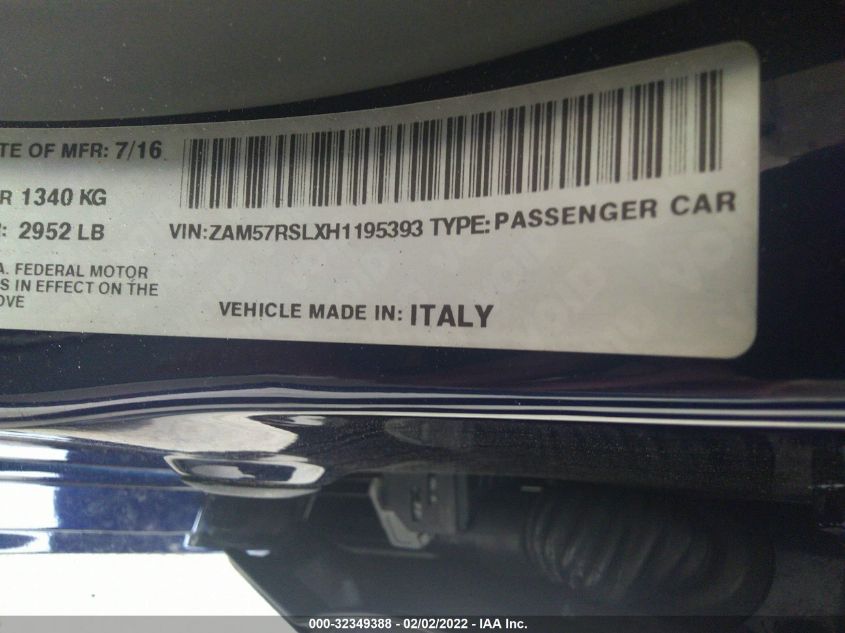 TE OF MFR: 7/16
R 1340 KG
: 2952 LB
VIN:ZAM57RSLXH1195393 TYPE: PASSENGER CAR
A. FEDERAL MOTOR
S IN EFFECT ON THE
OVE
VEHICLE MADE IN: ITALY
000-32349388 - 02/02/2022 - IAA Inc.